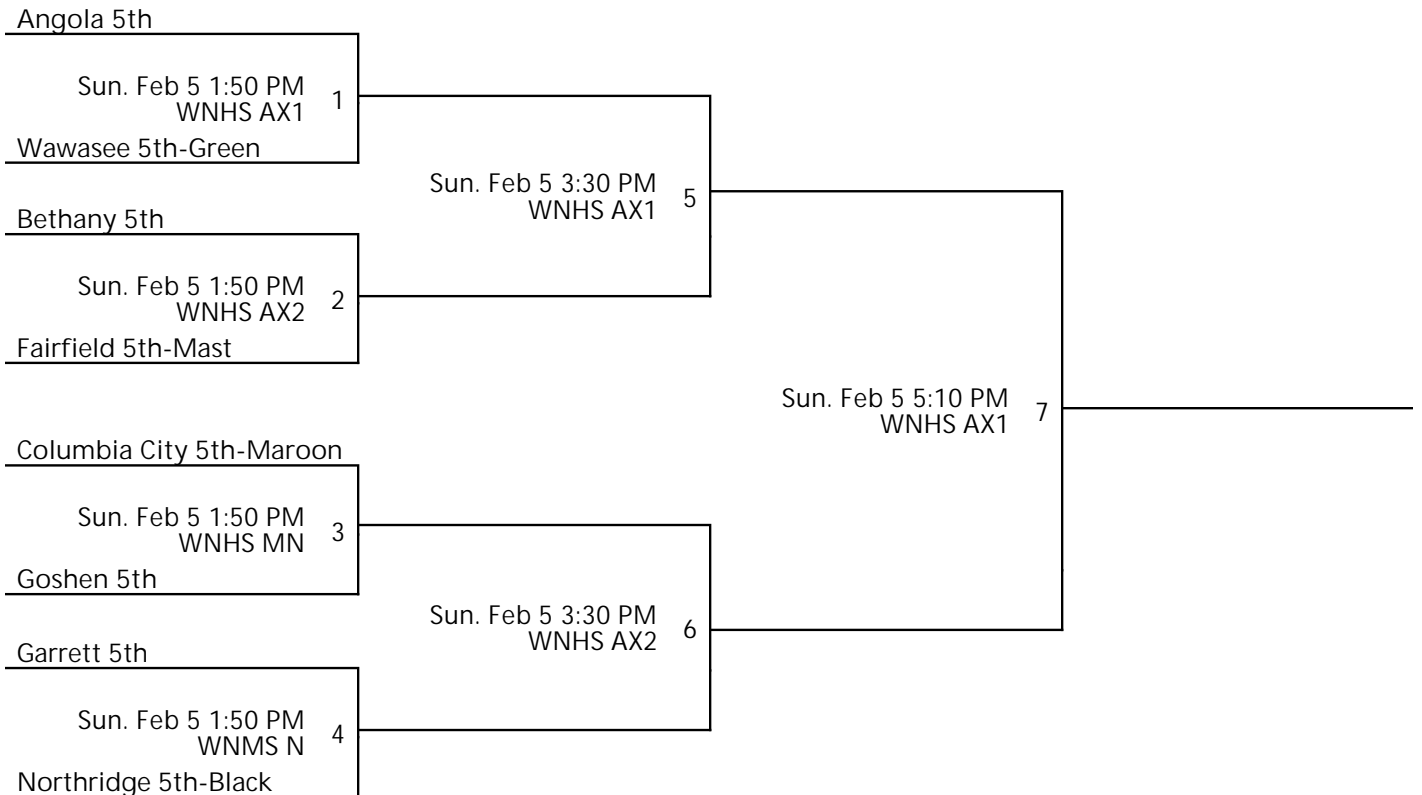 Angola 5th
Sun. Feb 5 1:50 PM
WNHS AX1
1
Wawasee 5th-Green
Sun. Feb 5 3:30 PM
WNHS AX1
5
Bethany 5th
Sun. Feb 5 1:50 PM
WNHS AX2
2
Fairfield 5th-Mast
Sun. Feb 5 5:10 PM
WNHS AX1
7
Columbia City 5th-Maroon
Sun. Feb 5 1:50 PM
WNHS MN
3
Goshen 5th
Sun. Feb 5 3:30 PM
WNHS AX2
6
Garrett 5th
Sun. Feb 5 1:50 PM
WNMS N
4
Northridge 5th-Black